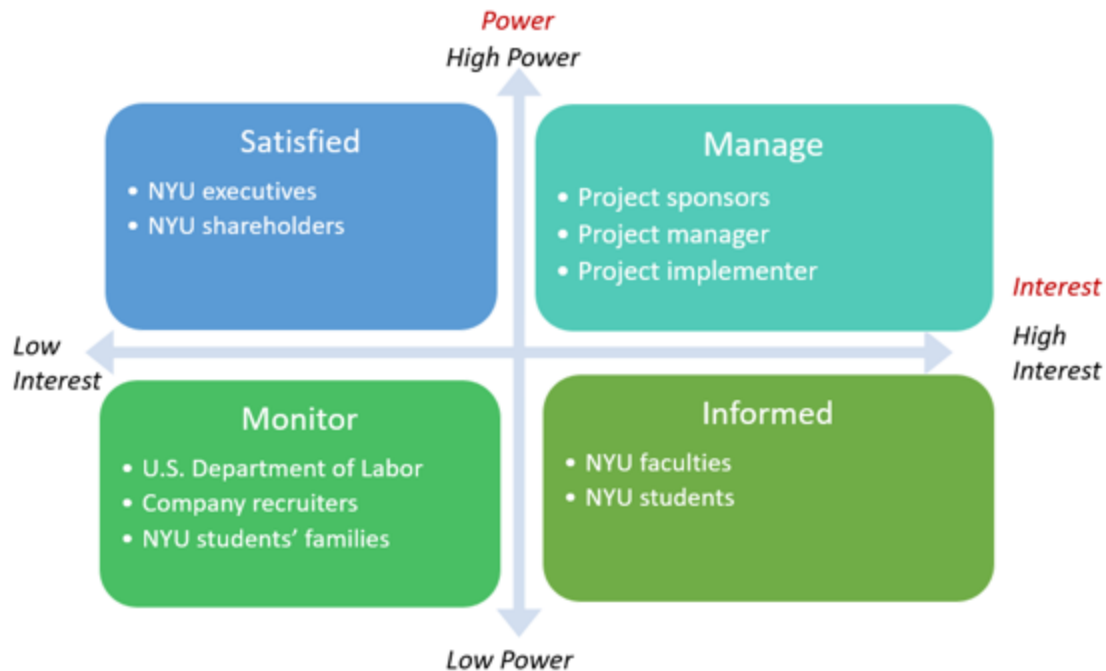 Power
High Power
Satisfied
• NYU executives
• NYU shareholders
Manage
• Project sponsors
• Project manager
• Project implementer
Interest
High
Interest
Low
Interest
Monitor
• U.S. Department of Labor
• Company recruiters
• NYU students’ families
Informed
• NYU faculties
• NYU students
Low Power